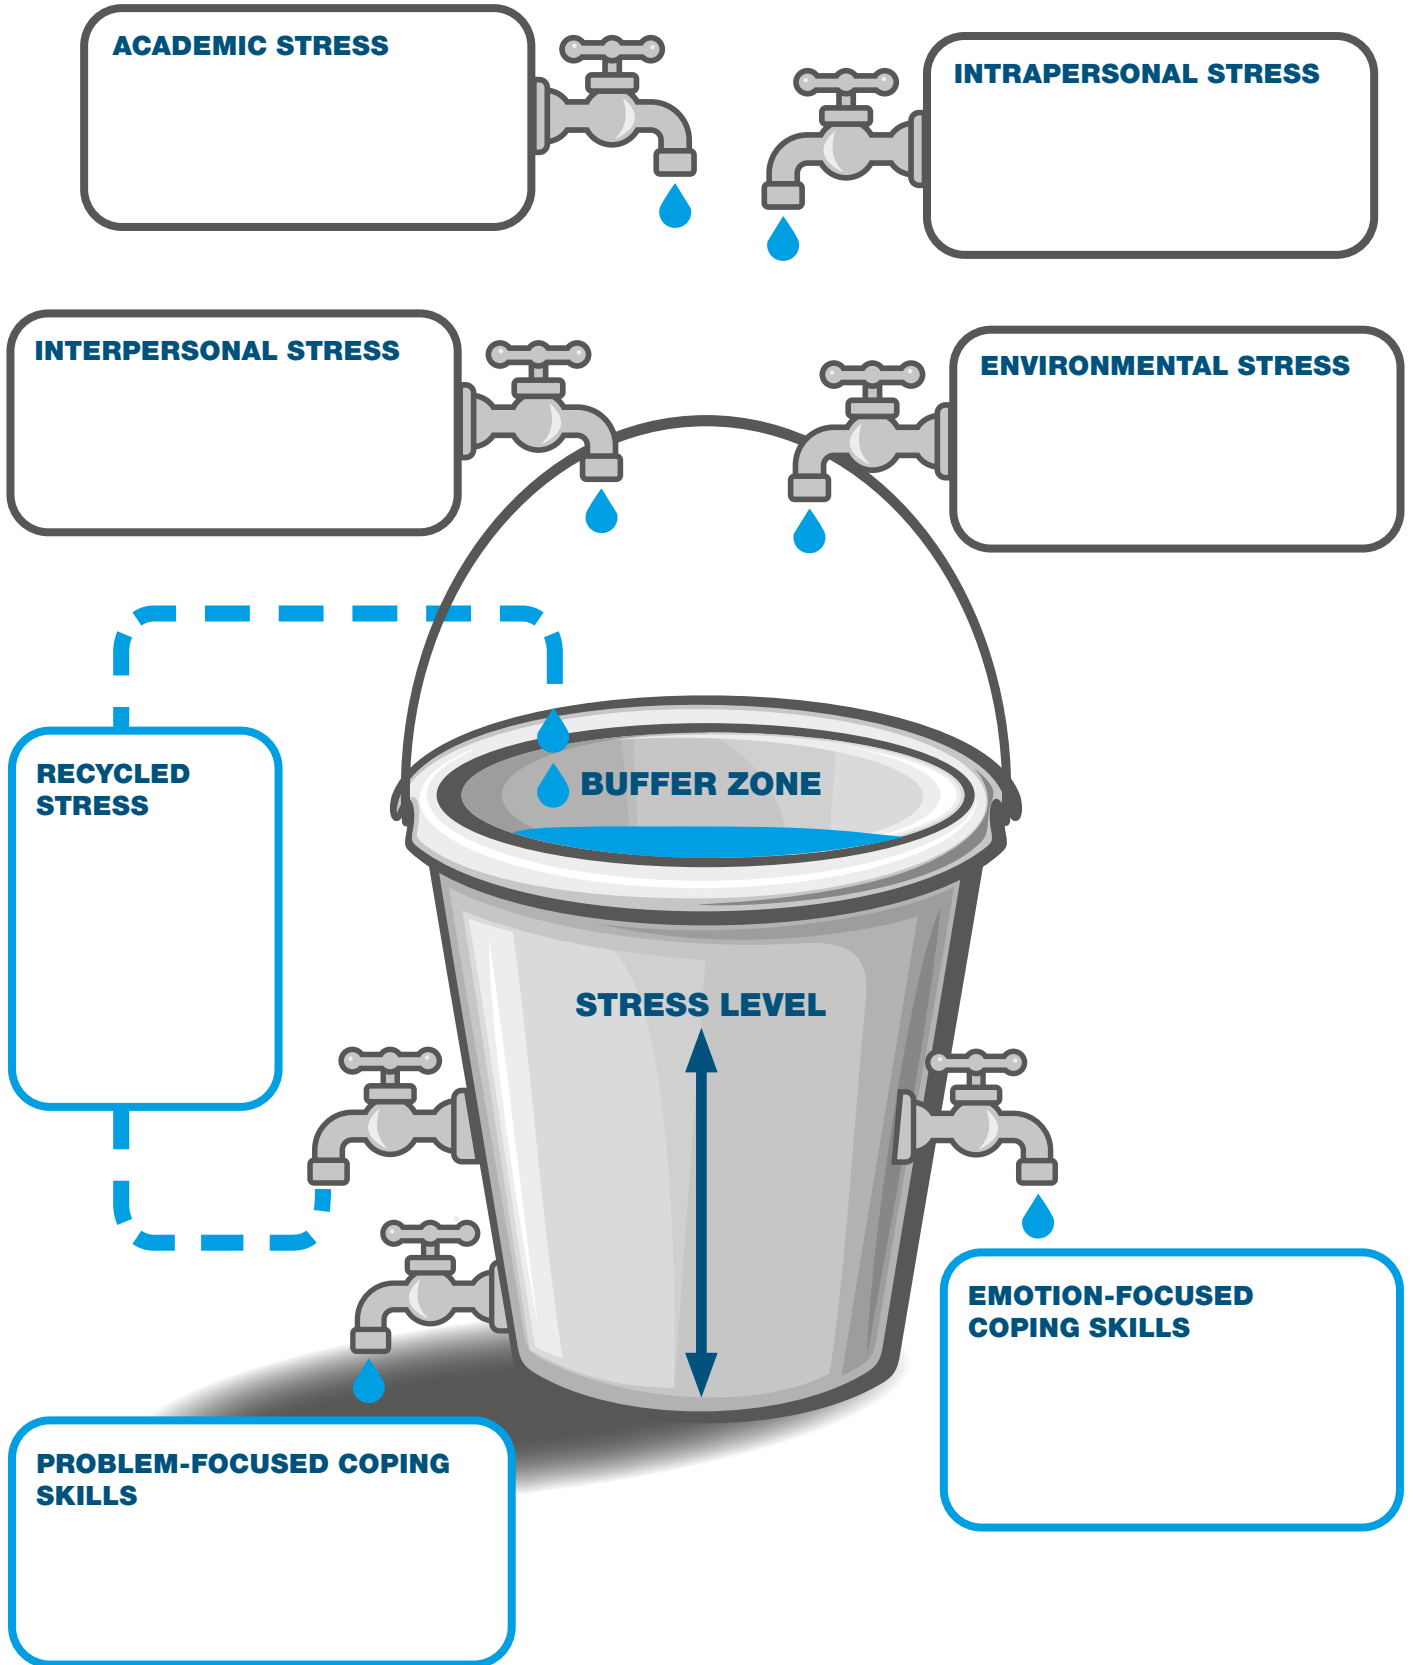 ACADEMIC STRESS
INTRAPERSONAL STRESS
INTERPERSONAL STRESS
ENVIRONMENTAL STRESS
RECYCLED
STRESS
BUFFER ZONE
STRESS LEVEL
EMOTION-FOCUSED
COPING SKILLS
PROBLEM-FOCUSED COPING
SKILLS